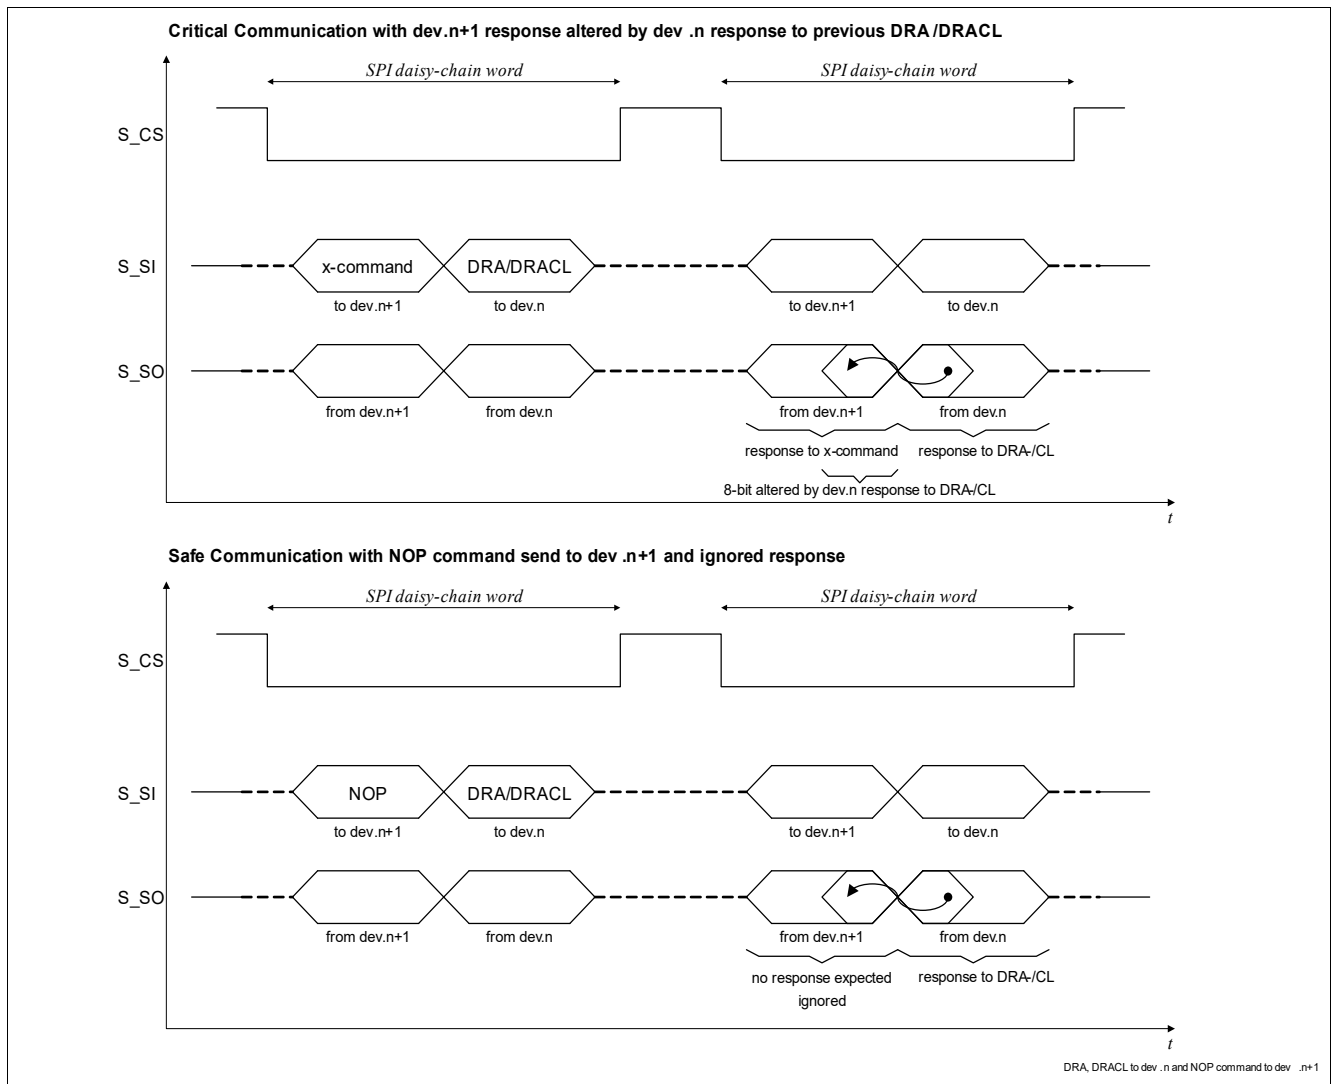 Critical Communication with dev.n+1 response altered by dev .n response to previous DRA/DRACL
SPI daisy-chain word SPI daisy-chain word
S_CS
S_SI x-command DRA/DRACL
to dev.n+1 to dev.n to dev.n+1 to dev.n
S_SO
from dev.n+1 from dev.n from dev.n+1 from dev.n
response to x-command response to DRA-/CL
8-bit altered by dev.n response to DRA-/CL
t
Safe Communication with NOP command send to dev .n+1 and ignored response
SPI daisy-chain word SPI daisy-chain word
S_CS
S_SI NOP DRA/DRACL
to dev.n+1 to dev.n to dev.n+1 to dev.n
S_SO
from dev.n+1 from dev.n from dev.n+1 from dev.n
no response expected response to DRA-/CL
ignored
t
DRA, DRACL to dev .n and NOP command to dev .n+1